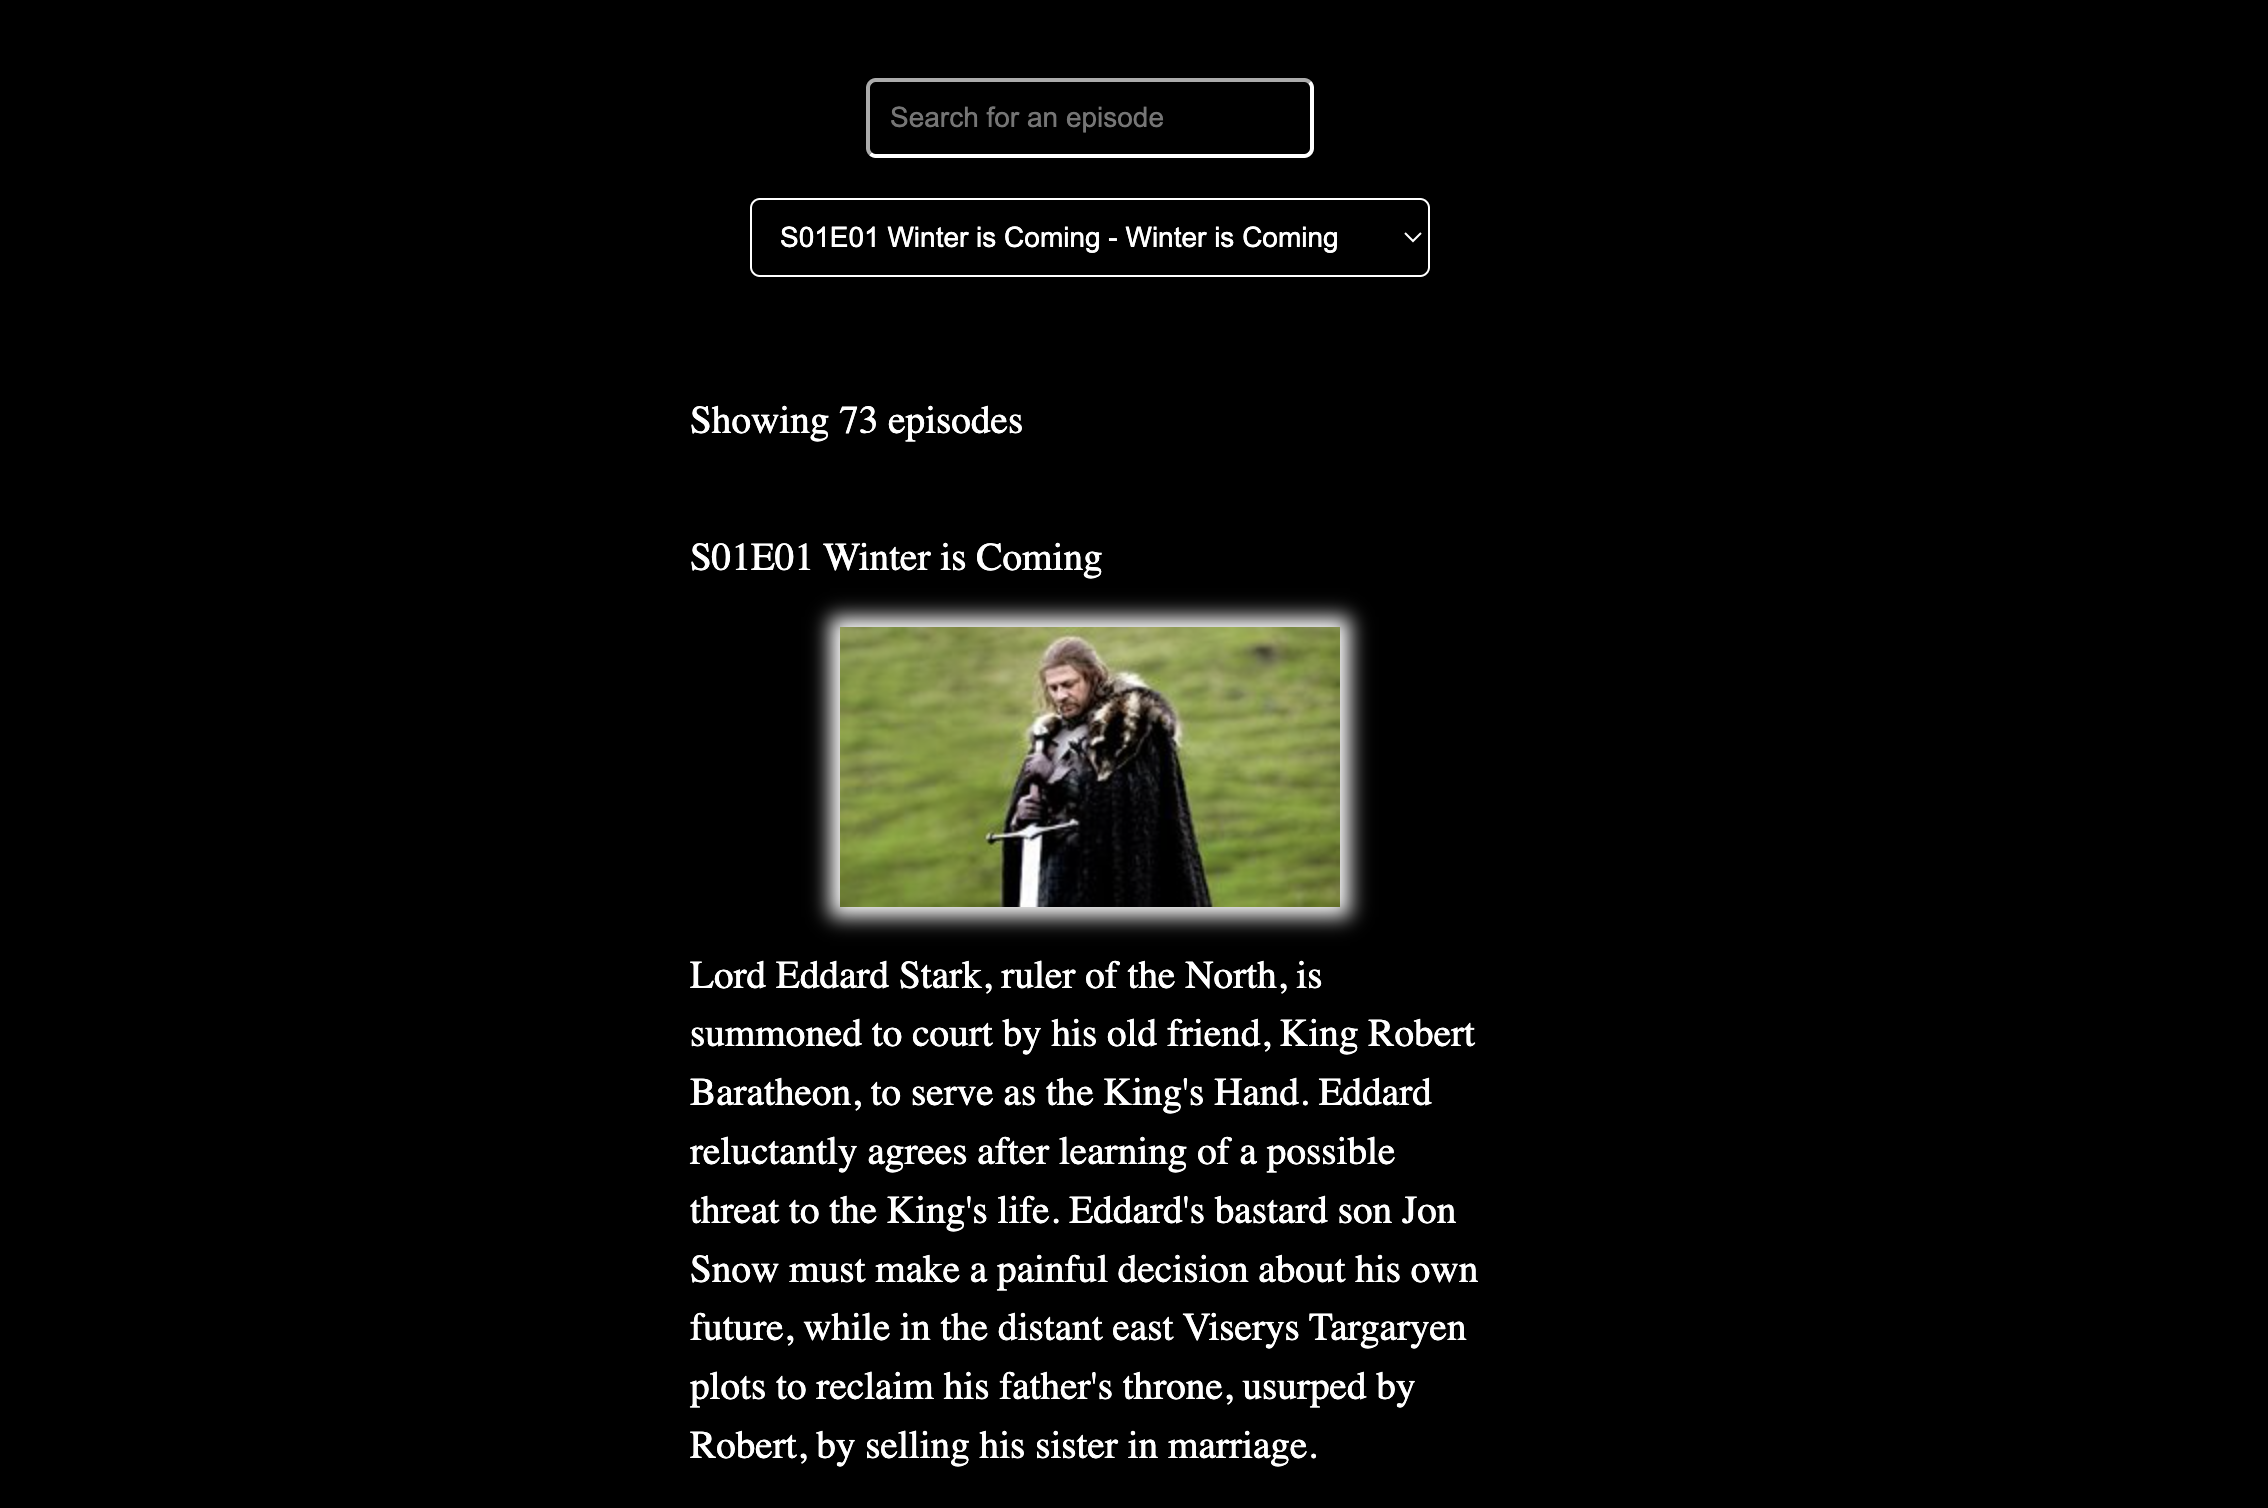 Search for an episode
S01E01 Winter is Coming - Winter is Coming
Showing 73 episodes
S01E01 Winter is Coming
Lord Eddard Stark, ruler of the North, is
summoned to court by his old friend, King Robert
Baratheon, to serve as the King's Hand. Eddard
reluctantly agrees after learning of a possible
threat to the King's life. Eddard's bastard son Jon
Snow must make a painful decision about his own
future, while in the distant east Viserys Targaryen
plots to reclaim his father's throne, usurped by
Robert, by selling his sister in marriage.